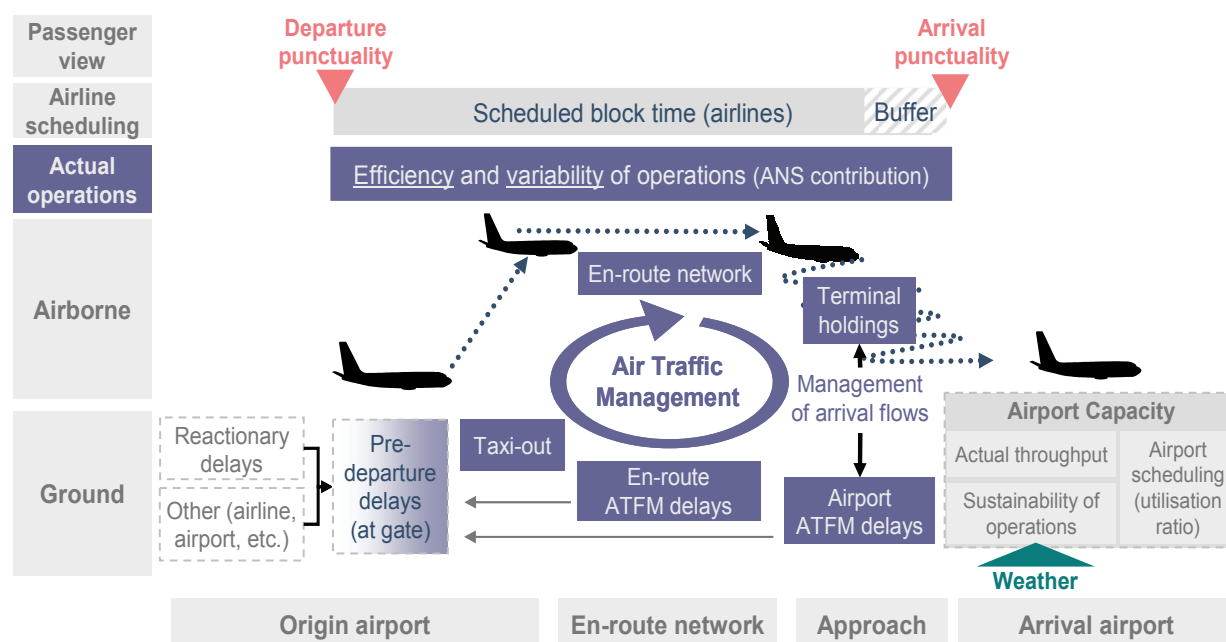 Passenger
view
Departure
punctuality
Arrival
punctuality
Airline
scheduling
Scheduled block time (airlines)
Buffer
Actual
operations
Efficiency and variability of operations (ANS contribution)
Airborne
En-route network
Terminal
holdings
Air Traffic
Management
Management
of arrival flows
Ground
Reactionary
delays
Other (airline,
airport, etc.)
Pre-
departure
delays
(at gate)
Taxi-out
En-route
ATFM delays
Airport
ATFM delays
Airport Capacity
Actual throughput
Sustainability of
operations
Airport
scheduling
(utilisation
ratio)
Weather
Origin airport
En-route network
Approach
Arrival airport